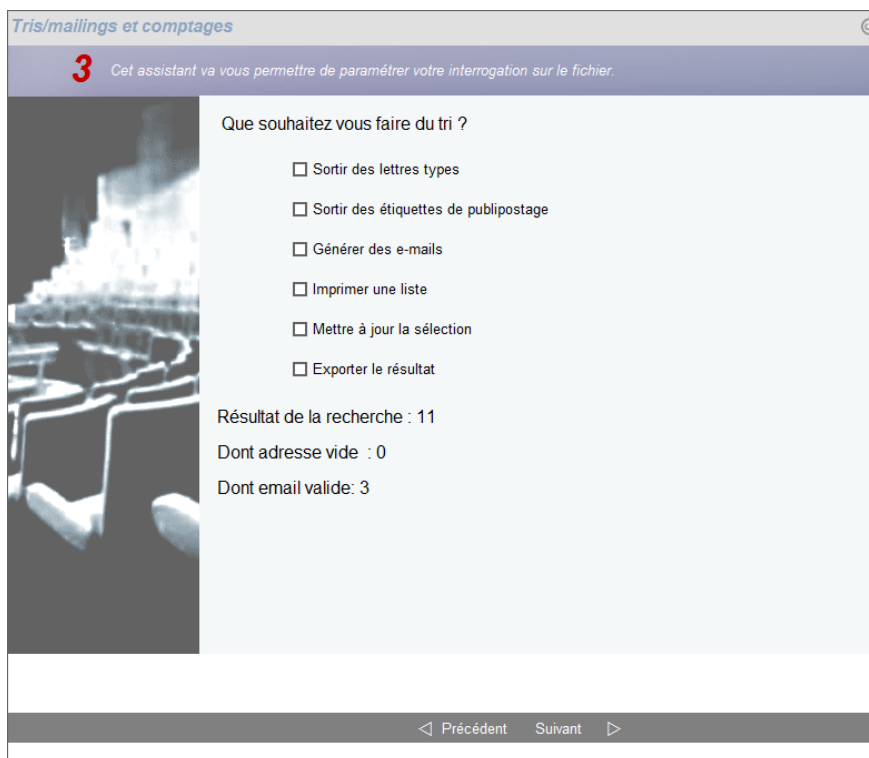 Tris/mailings et comptages
3 Cet assistant va vous permettre de paramétrer votre interrogation sur le fichier.
Que souhaitez vous faire du tri ?
Sortir des lettres types
Sortir des étiquettes de publipostage
Générer des e-mails
Imprimer une liste
Mettre à jour la sélection
Exporter le résultat
Résultat de la recherche : 11
Dont adresse vide : 0
Dont email valide: 3
Précédent Suivant